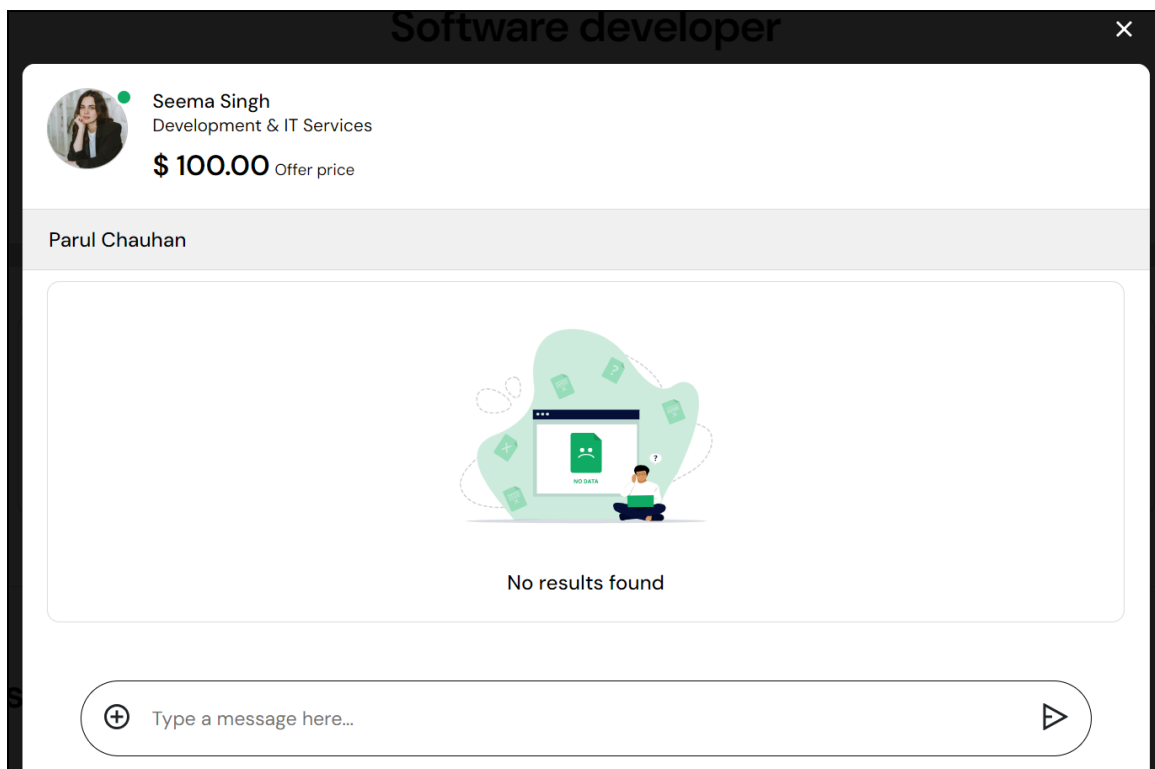 Software developer
Seema Singh
Development & IT Services
$ 100.00 Offer price
Parul Chauhan
?
?
NO DATA
No results found
s
Type a message here...